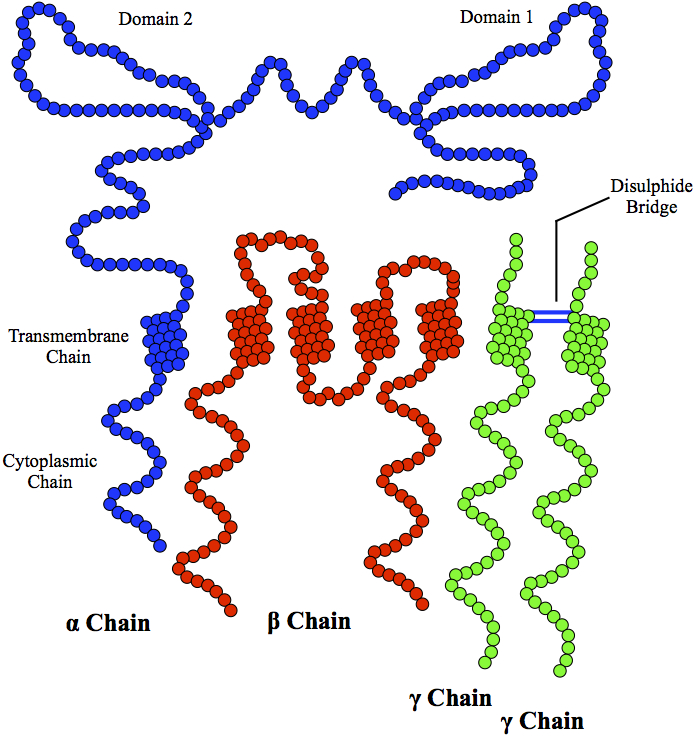 Domain 2
Domain 1
Disulphide
Bridge
Transmembrane
Chain
Cytoplasmic
Chain
α Chain
β Chain
γ Chain
γ Chain